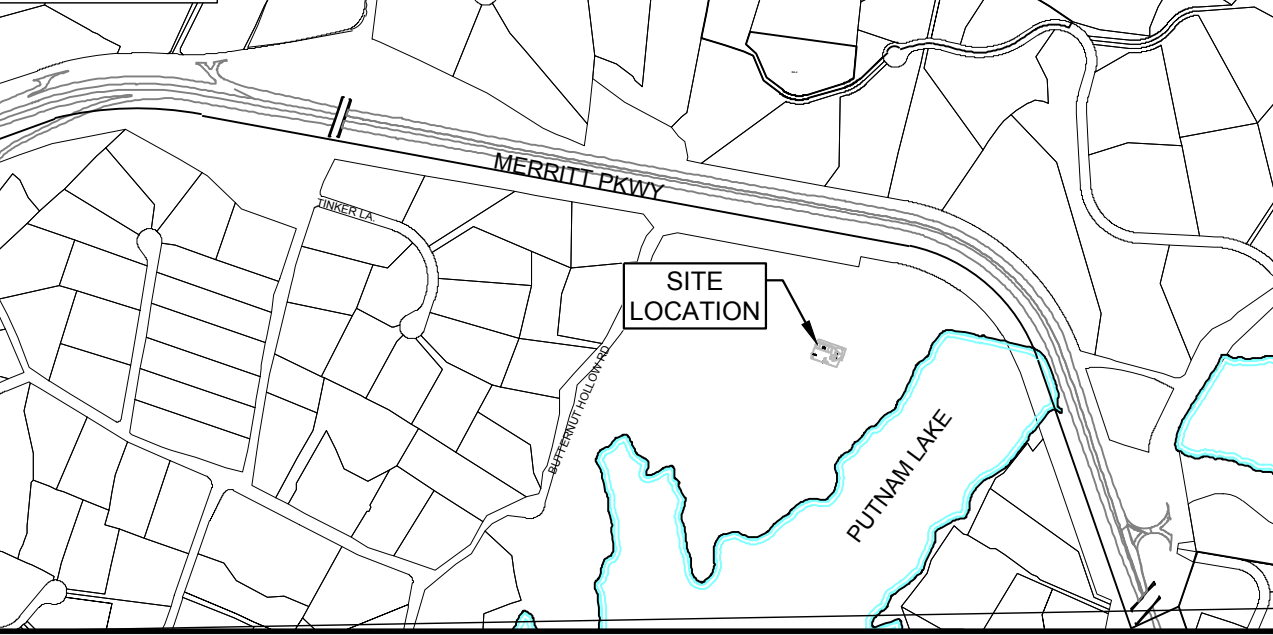 MERRITT PKWY
TINKER LA.
SITE
LOCATION
BUTTERNUT HOLLOW RD
PUTNAM LAKE